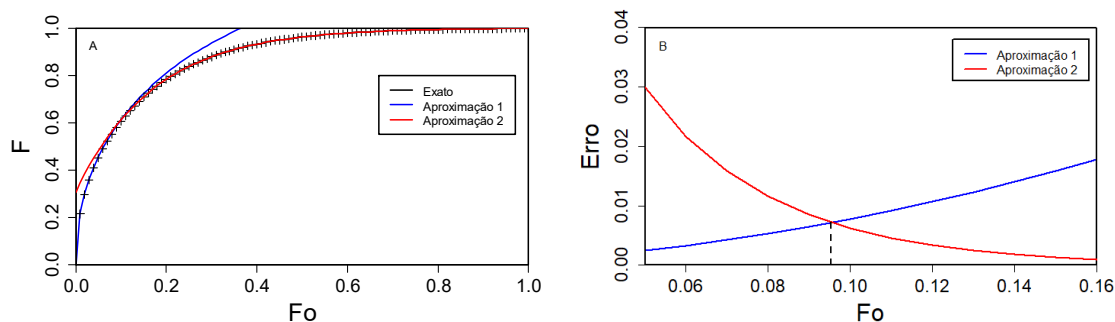 A
F
1.0
0.8
0.6
0.4
0.2
0.0
Exato
Aproximação 1
Aproximação 2
0.0 0.2 0.4 0.6 0.8 1.0
Fo
B
Erro
0.04
0.03
0.02
0.01
0.00
Aproximação 1
Aproximação 2
0.06 0.08 0.10 0.12 0.14 0.16
Fo